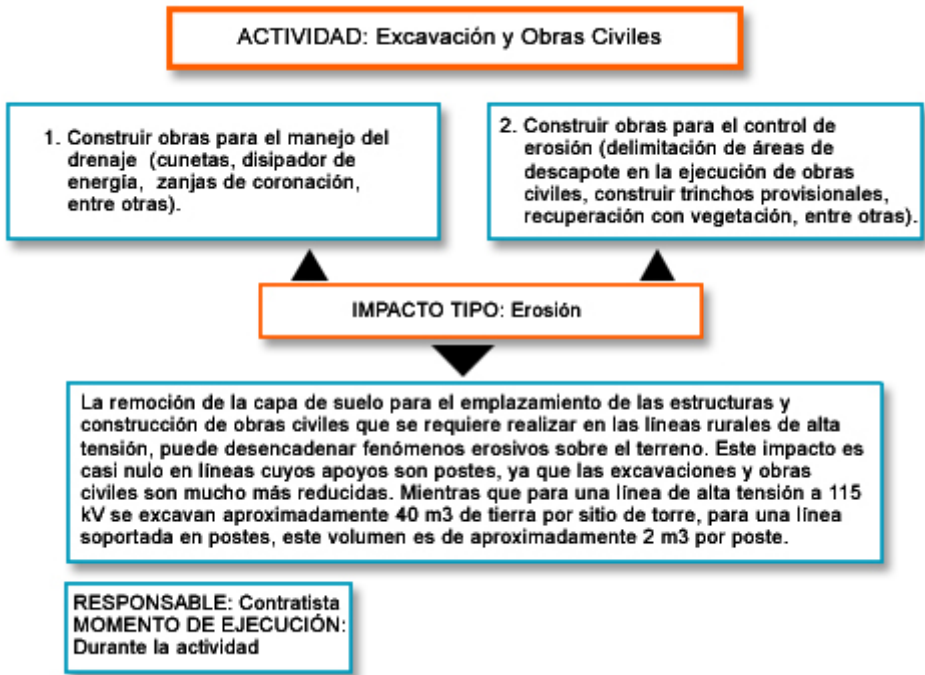 ACTIVIDAD: Excavación y Obras Civiles
1. Construir obras para el manejo del
drenaje (cunetas, disipador de
energía, zanjas de coronación,
entre otras).
2. Construir obras para el control de
erosión (delimitación de áreas de
descapote en la ejecución de obras
civiles, construir trinchos provisionales,
recuperación con vegetación, entre otras).
IMPACTO TIPO: Erosión
La remoción de la capa de suelo para el emplazamiento de las estructuras y
construcción de obras civiles que se requiere realizar en las líneas rurales de alta
tensión, puede desencadenar fenómenos erosivos sobre el terreno. Este impacto es
casi nulo en líneas cuyos apoyos son postes, ya que las excavaciones y obras
civiles son mucho más reducidas. Mientras que para una línea de alta tensión a 115
kV se excavan aproximadamente 40 m3 de tierra por sitio de torre, para una línea
soportada en postes, este volumen es de aproximadamente 2 m3 por poste.
RESPONSABLE: Contratista
MOMENTO DE EJECUCIÓN:
Durante la actividad